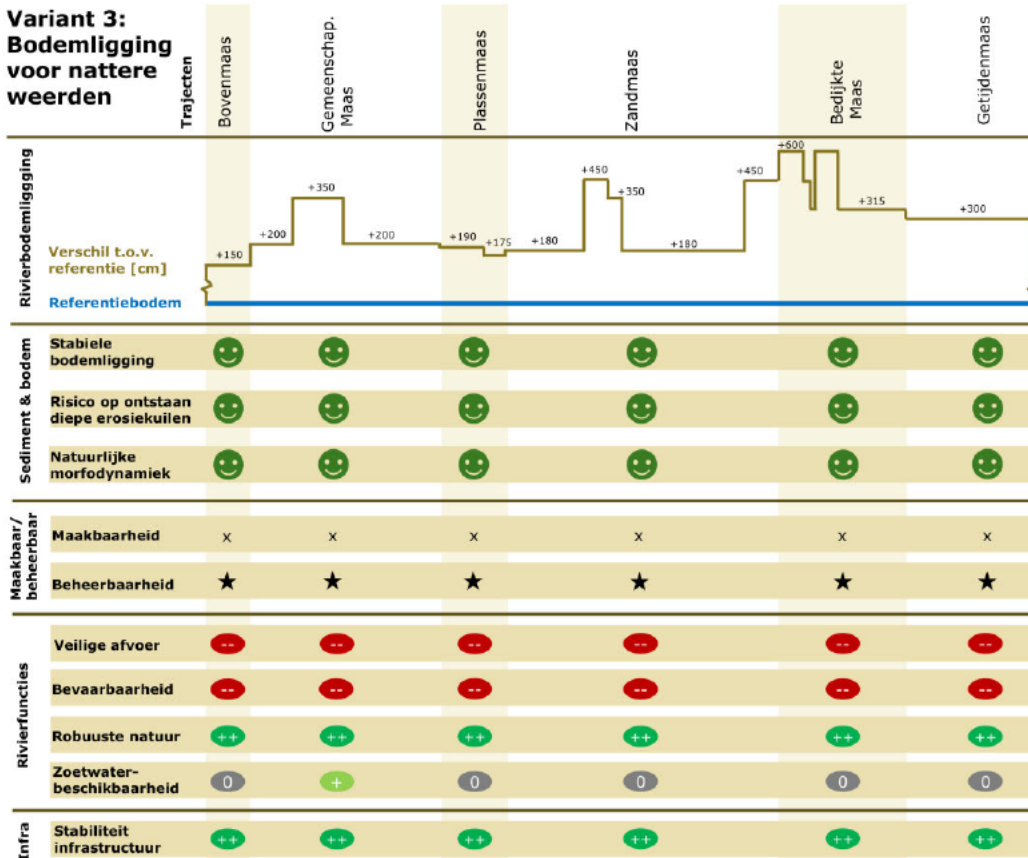 Variant 3:
Bodemligging
voor nattere
weerden
Trajecten
Bovenmaas
Gemeenschap.
Maas
Plassenmaas
Zandmaas
Bedijkte
Maas
Getijdenmaas
Rivierbodemligggging
+150
+200
+350
+200
+190
+175
+180
+450
+350
+180
+450
+600
+315
+300
Verschil t.o.v.
referentie [cm]
Referentiebodem
Sediment & bodem
Stabiele
bodemligging
Risico op ontstaan
diepe erosiekuilen
Natuurlijke
morfodynamiek
Maakbaar/
beheerbaar
Maakbaarheid x x x x x x
Beheerbaarheid ★ ★ ★ ★ ★ ★
Rivierfuncties
Veilige afvoer -- -- -- -- -- --
Bevaarbaarheid -- -- -- -- -- --
Robuuste natuur ++ ++ ++ ++ ++ ++
Zoetwater-
beschikbaarheid 0 + 0 0 0 0
Infra
Stabiliteit
infrastructuur ++ ++ ++ ++ ++ ++